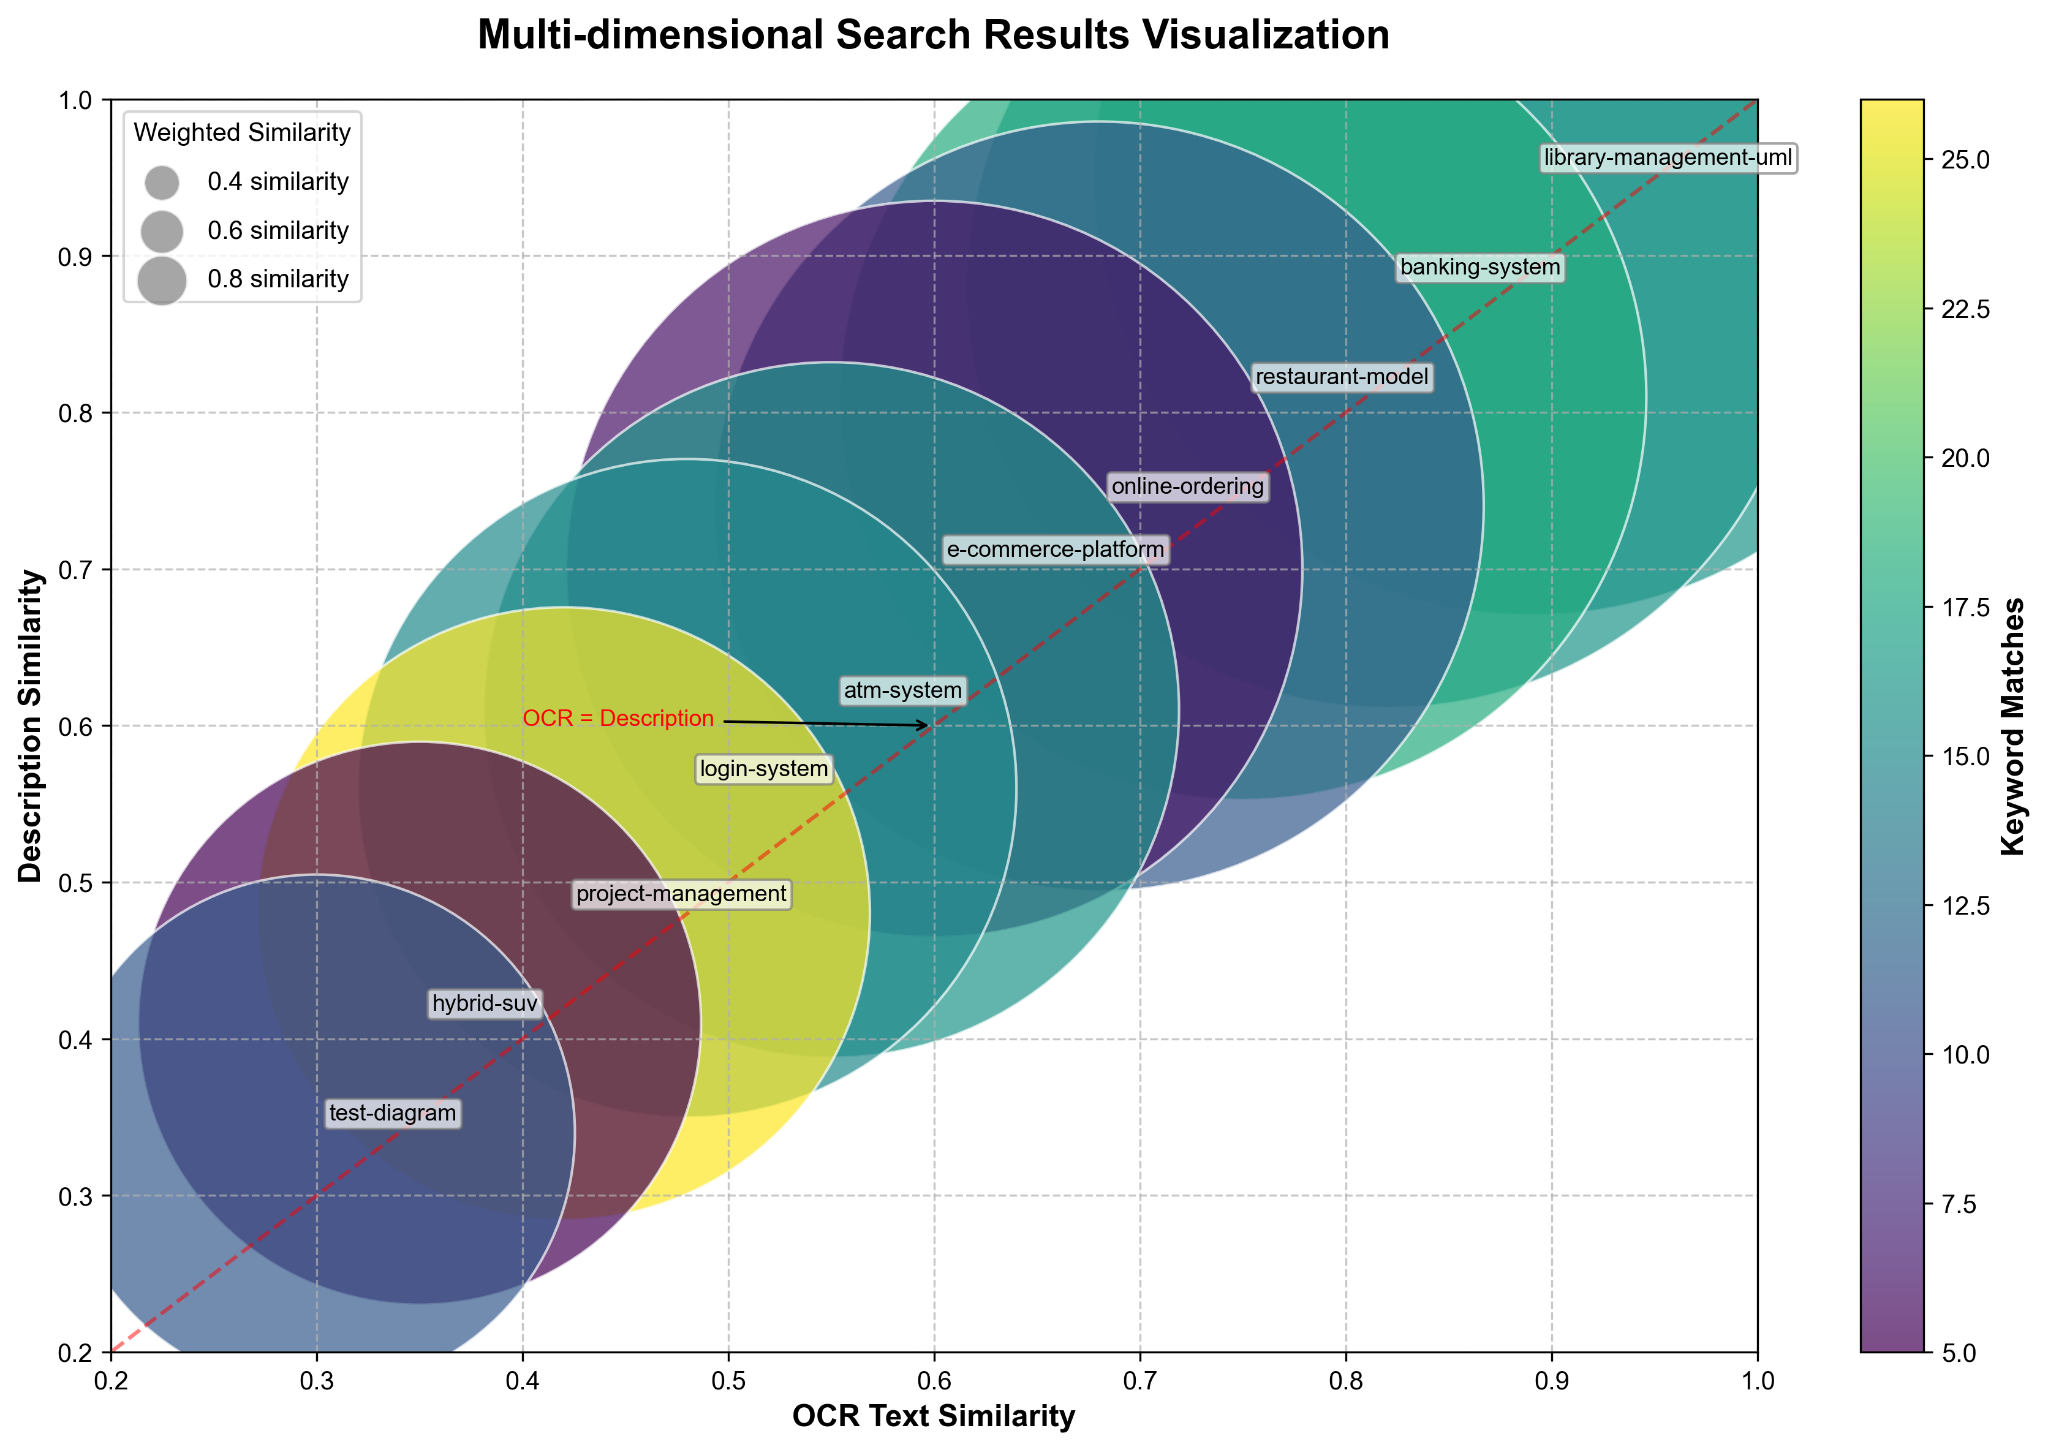 Multi-dimensional Search Results Visualization
Weighted Similarity
0.4 similarity
0.6 similarity
0.8 similarity
library-management-uml
banking-system
restaurant-model
online-ordering
e-commerce-platform
atm-system
OCR = Description
login-system
project-management
hybrid-suv
test-diagram
1.0
0.9
0.8
0.7
0.6
0.5
0.4
0.3
0.2
Description Similarity
0.2 0.3 0.4 0.5 0.6 0.7 0.8 0.9 1.0
OCR Text Similarity
25.0
22.5
20.0
17.5
15.0
12.5
10.0
7.5
5.0
Keyword Matches